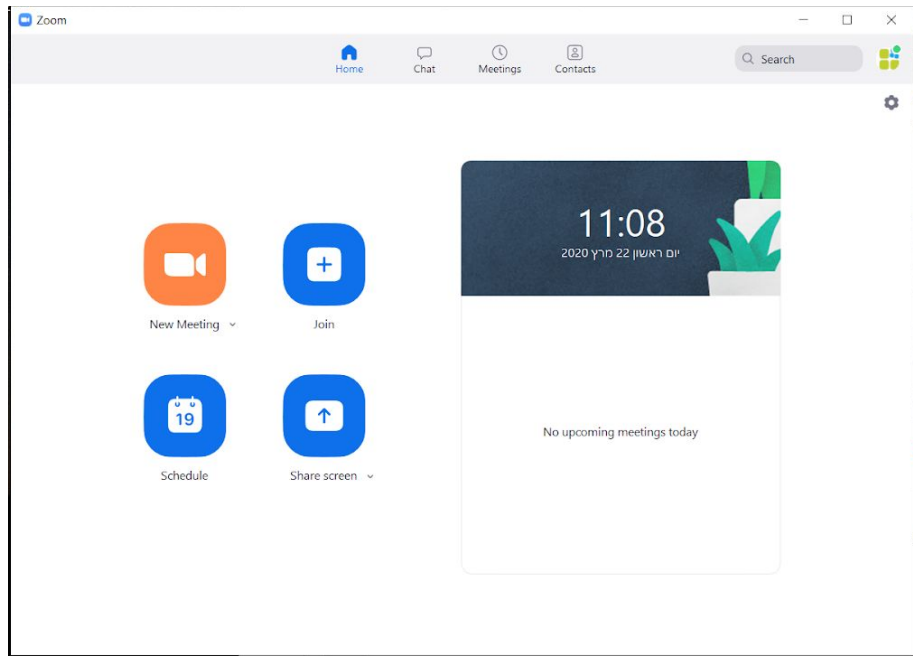 Zoom
Home
Chat
Meetings
Contacts
Search
11:08
יום ראשון 22 מרץ 2020
New Meeting
Join
19
Schedule
Share screen
No upcoming meetings today